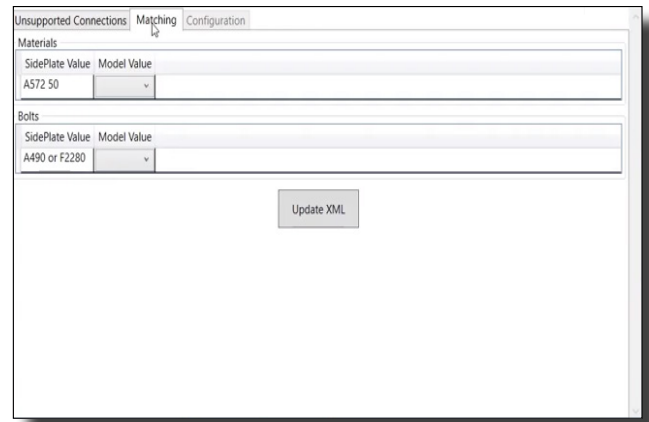 Unsupported Connections Matching Configuration
Materials
SidePlate Value Model Value
A572 50
Bolts
SidePlate Value Model Value
A490 or F2280
Update XML